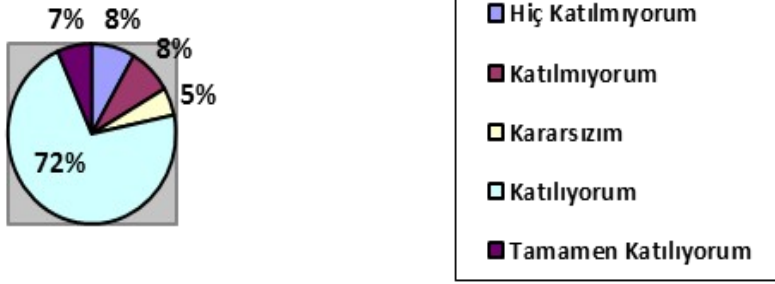 7% 8%
8%
5%
72%
Hiç Katılmıyorum
Katılmıyorum
Kararsızım
Katılıyorum
Tamamen Katılıyorum